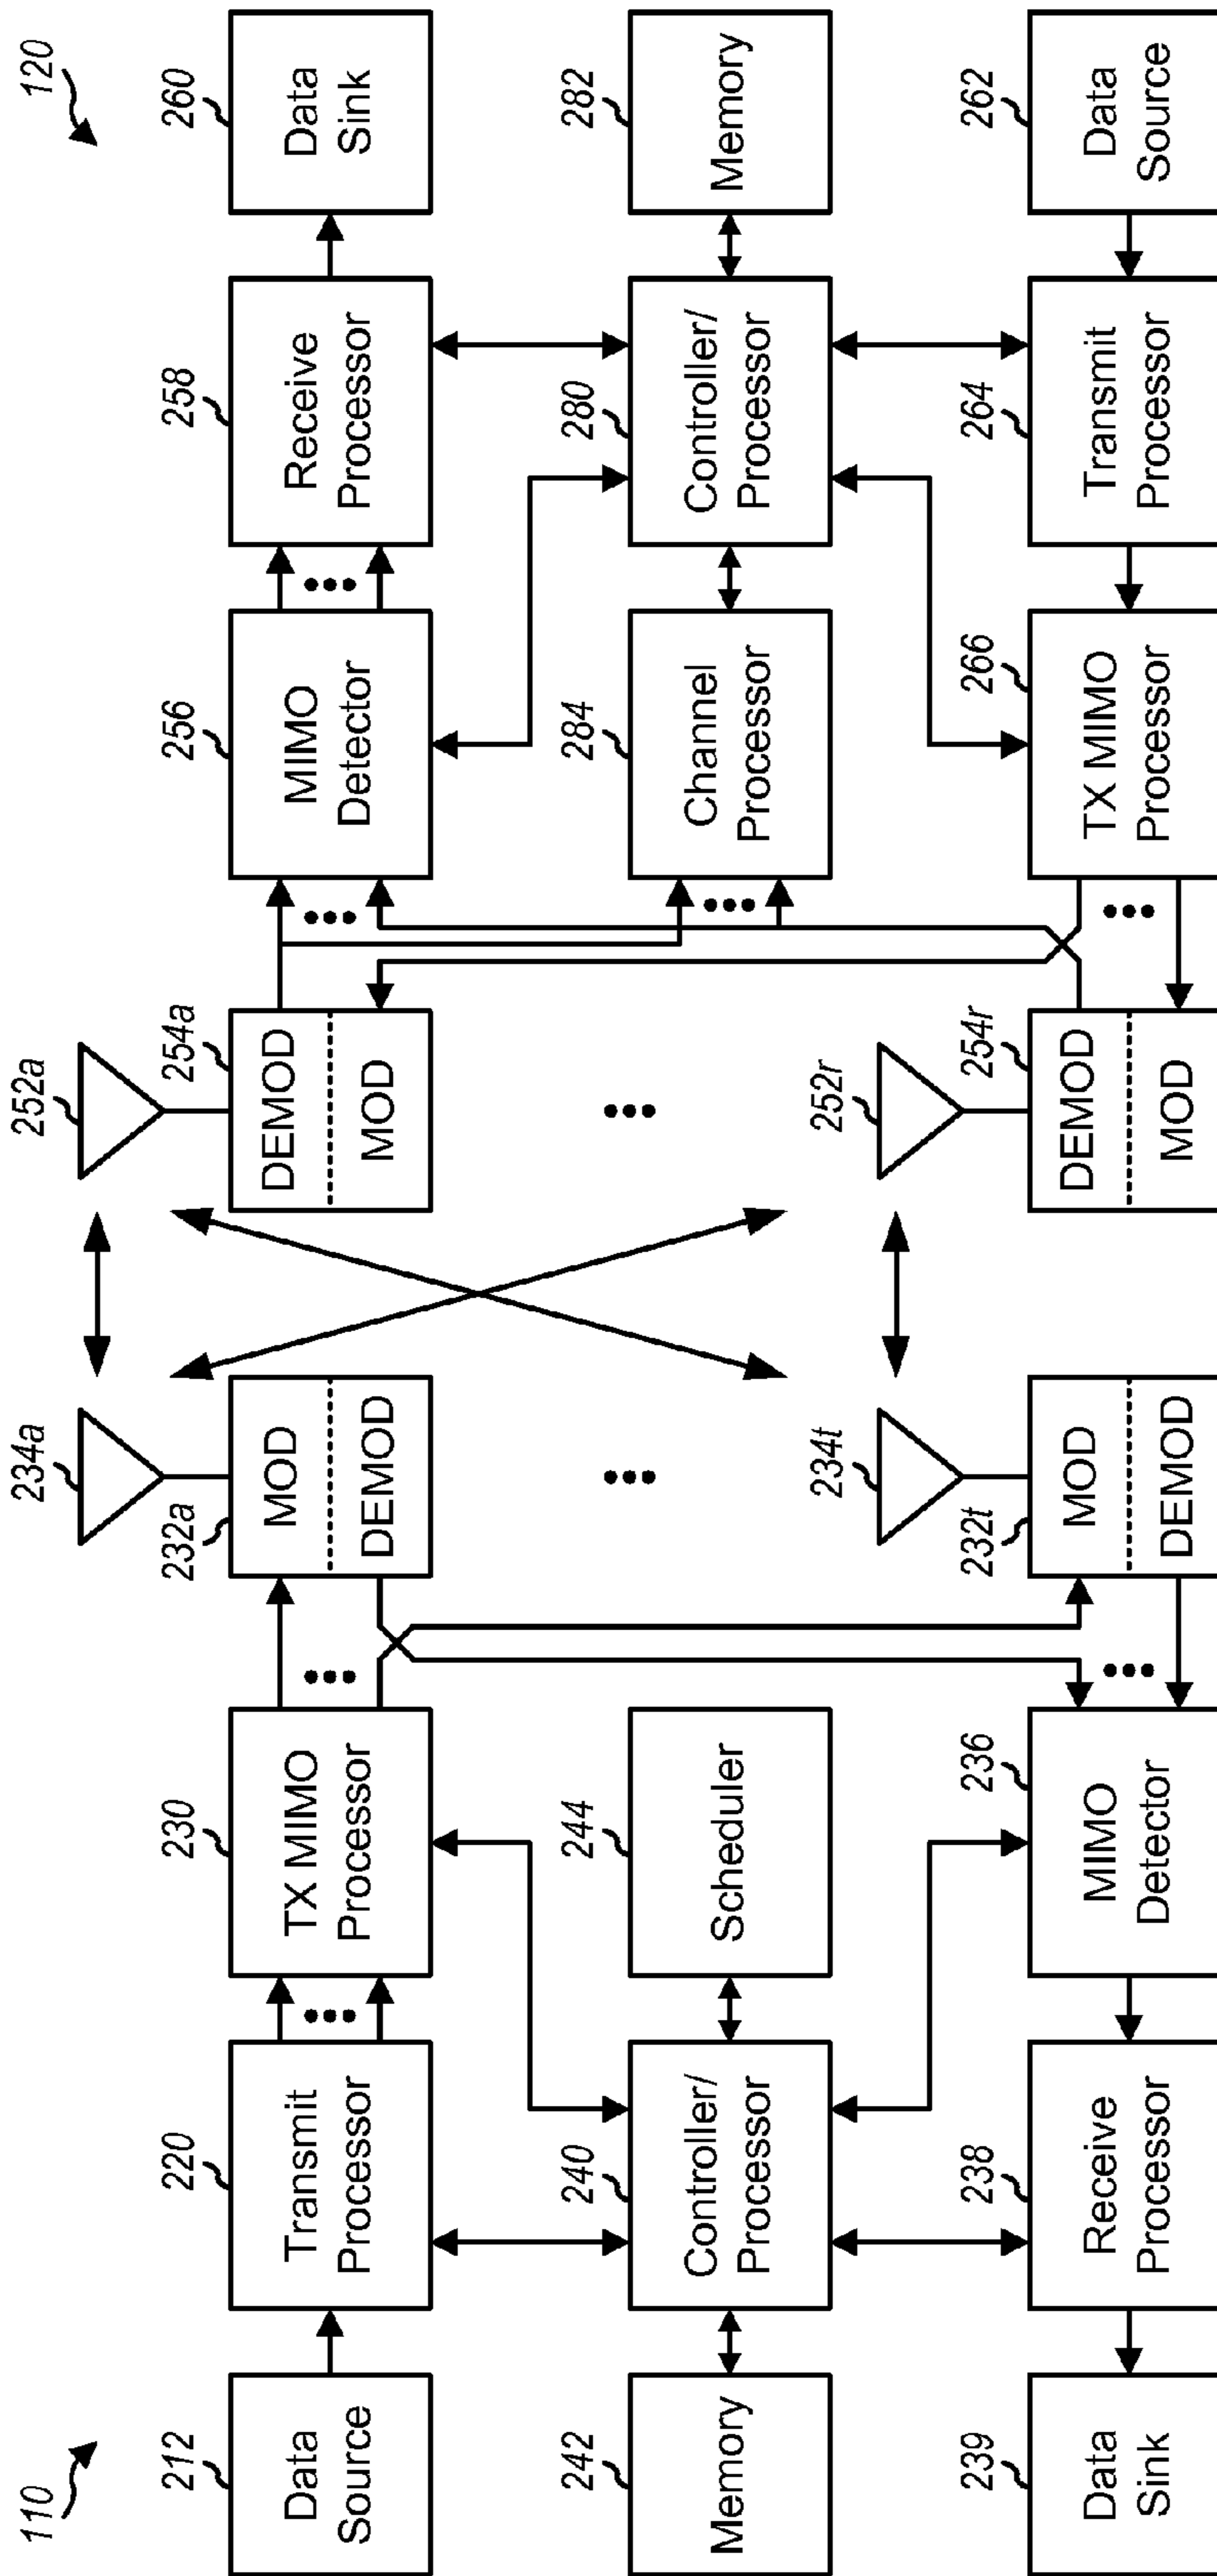 110
120
234a
234t
252a
252r
212
Data
Source
220
Transmit
Processor
230
TX MIMO
Processor
232a
MOD
DEMOD
254a
DEMOD
MOD
256
MIMO
Detector
258
Receive
Processor
260
Data
Sink
242
Memory
240
Controller/
Processor
244
Scheduler
284
Channel
Processor
280
Controller/
Processor
282
Memory
239
Data
Sink
238
Receive
Processor
236
MIMO
Detector
232t
MOD
DEMOD
254r
DEMOD
MOD
266
TX MIMO
Processor
264
Transmit
Processor
262
Data
Source